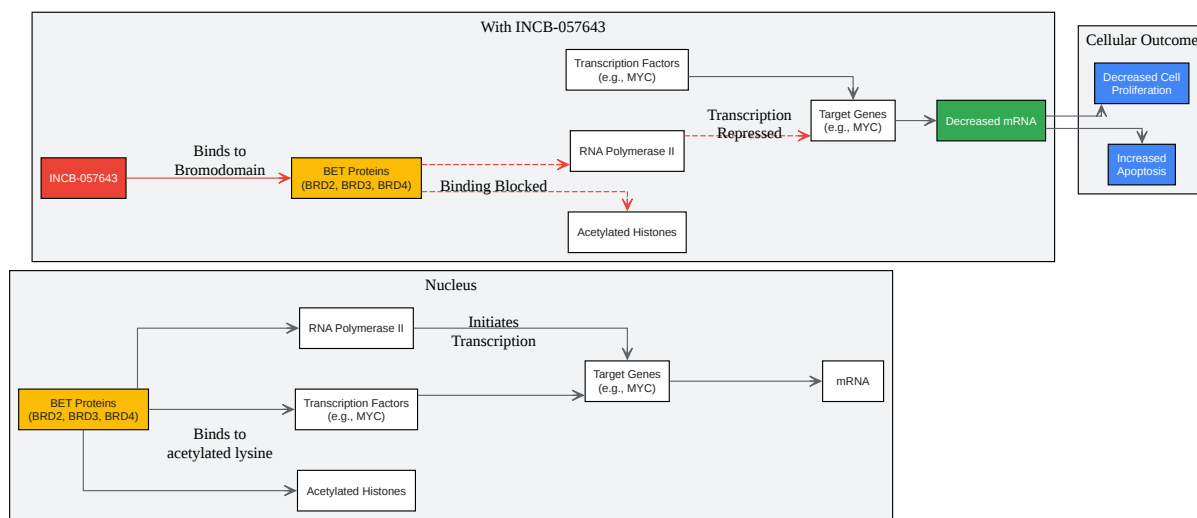 With INCB-057643
Cellular Outcome
Transcription Factors
(e.g., MYC)
Decreased Cell
Proliferation
Transcription
Repressed
Target Genes
(e.g., MYC)
Decreased mRNA
Binds to
Bromodomain
RNA Polymerase II
INCB-057643
BET Proteins
(BRD2, BRD3, BRD4)
Binding Blocked
Increased
Apoptosis
Acetylated Histones
Nucleus
RNA Polymerase II
Initiates
Transcription
Target Genes
(e.g., MYC)
mRNA
BET Proteins
(BRD2, BRD3, BRD4)
Transcription Factors
(e.g., MYC)
Binds to
acetylated lysine
Acetylated Histones